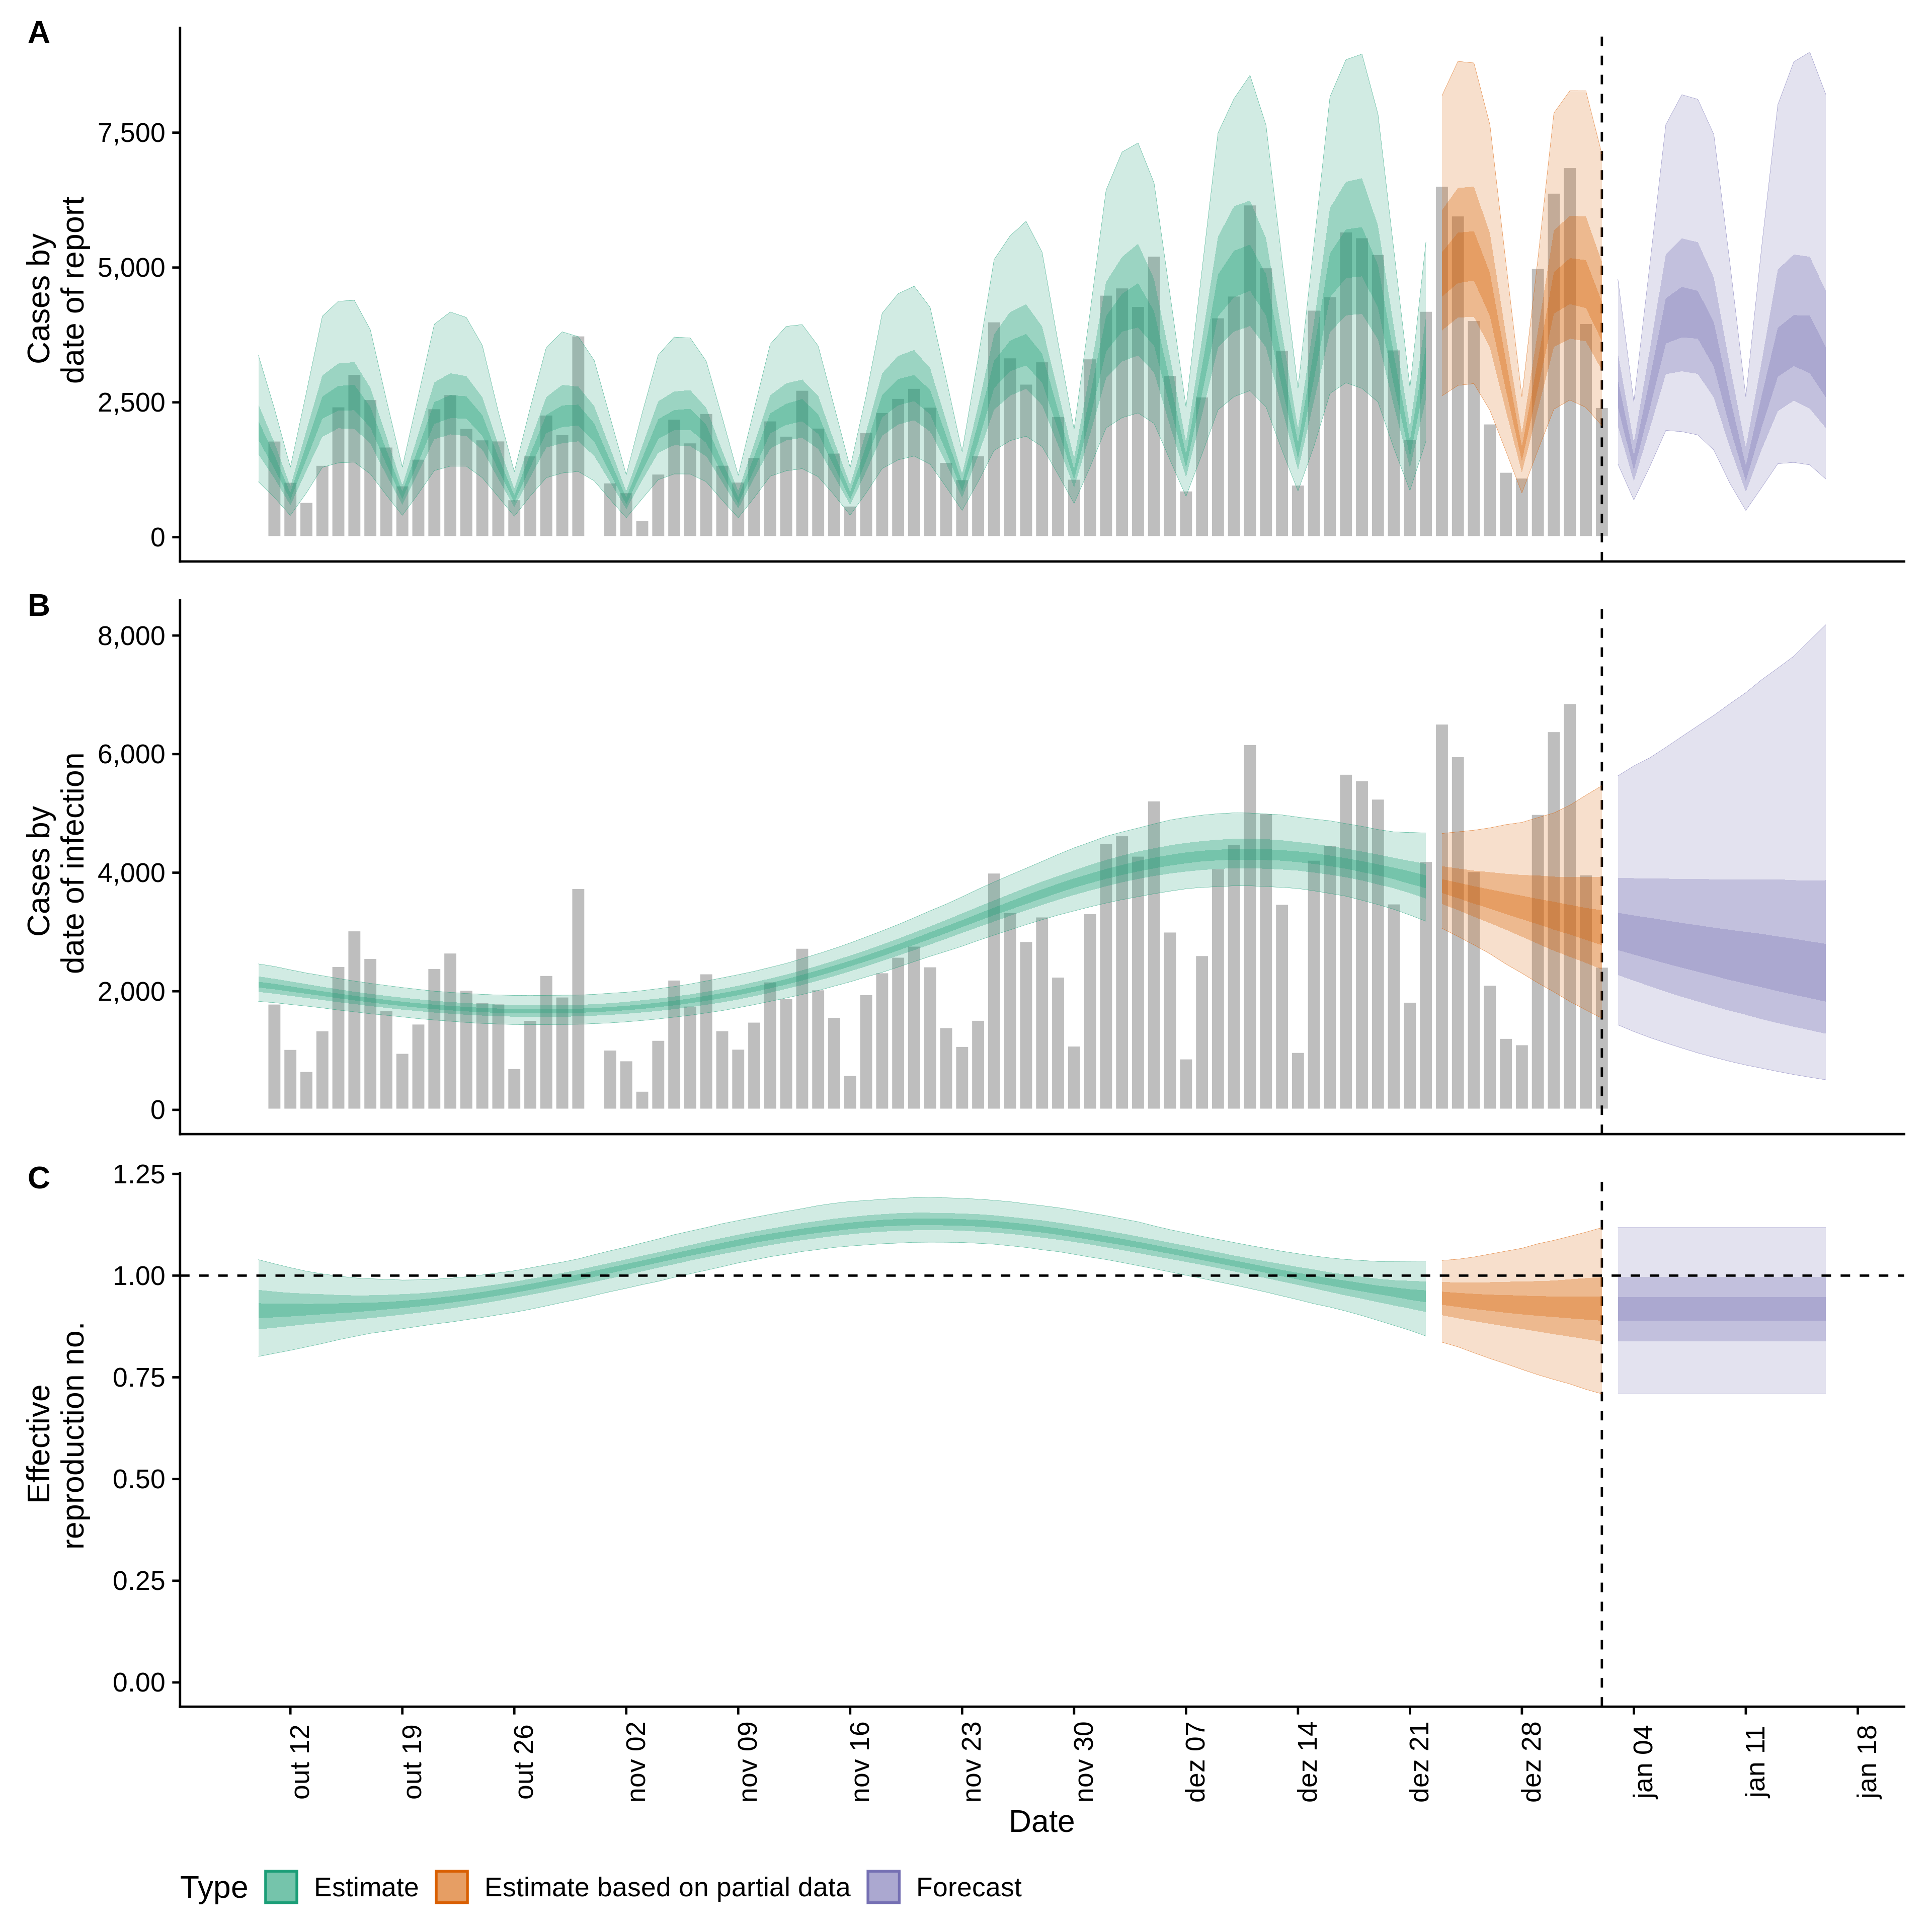 A
Cases by
date of report
7,500
5,000
2,500
0
B
Cases by
date of infection
8,000
6,000
4,000
2,000
0
C
Effective
reproduction no.
1.25
1.00
0.75
0.50
0.25
0.00
out 12
out 19
out 26
nov 02
nov 09
nov 16
nov 23
nov 30
dez 07
dez 14
dez 21
dez 28
jan 04
jan 11
jan 18
Date
Type Estimate Estimate based on partial data Forecast